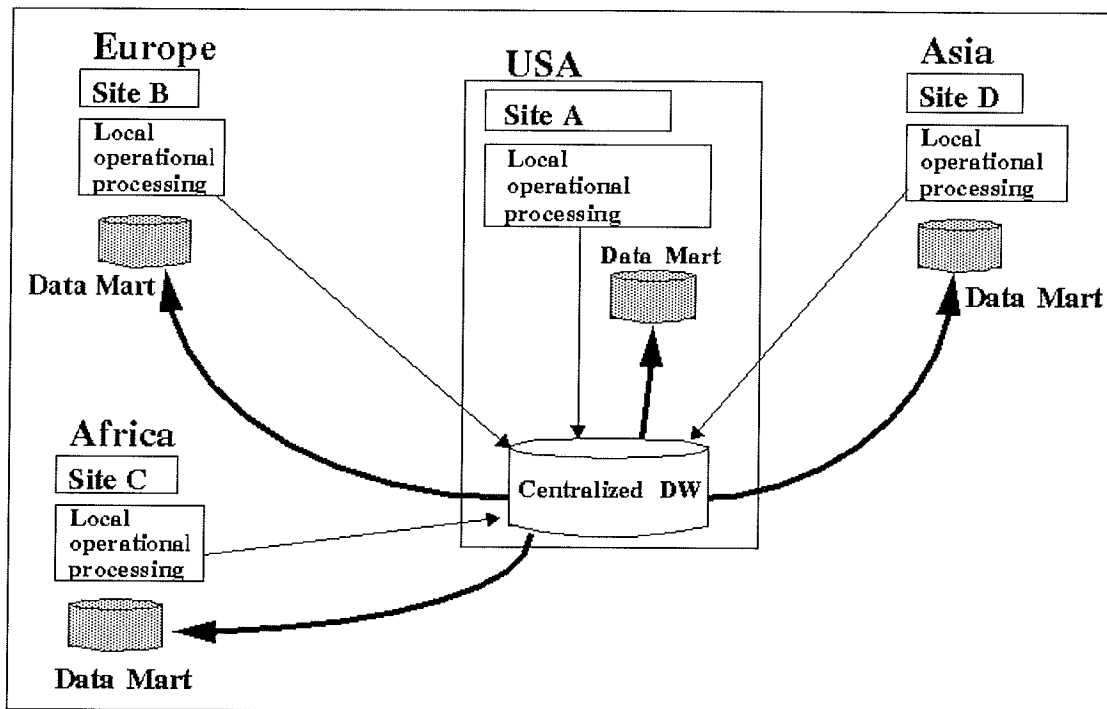 Europe
Site B
Local
operational
processing
Data Mart
USA
Site A
Local
operational
processing
Data Mart
Asia
Site D
Local
operational
processing
Data Mart
Africa
Site C
Local
operational
processing
Data Mart
Centralized DW